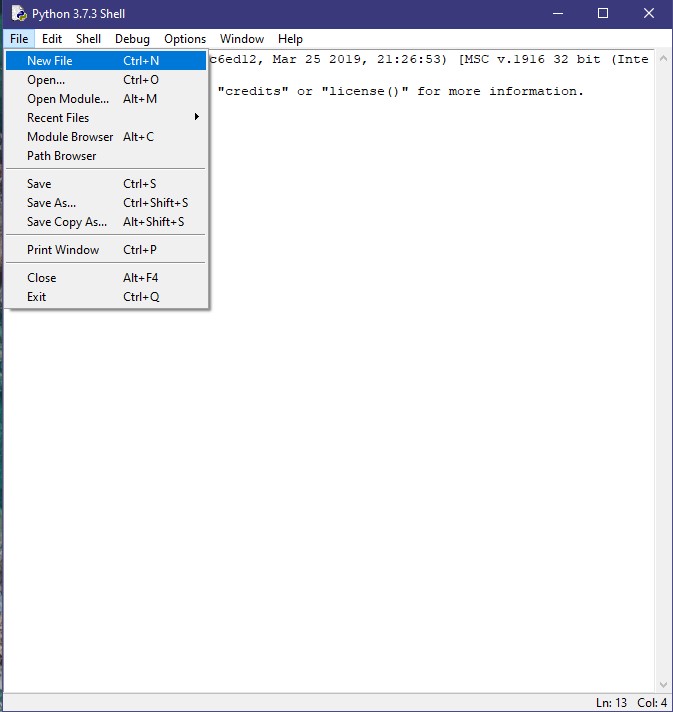 Python 3.7.3 Shell
File Edit Shell Debug Options Window Help
New File Ctrl+N
c6ed12, Mar 25 2019, 21:26:53) [MSC v.1916 32 bit (Inte
Open... Ctrl+O
Open Module... Alt+M
"credits" or "license()" for more information.
Recent Files
Module Browser Alt+C
Path Browser
Save Ctrl+S
Save As... Ctrl+Shift+S
Save Copy As... Alt+Shift+S
Print Window Ctrl+P
Close Alt+F4
Exit Ctrl+Q
Ln: 13 Col: 4